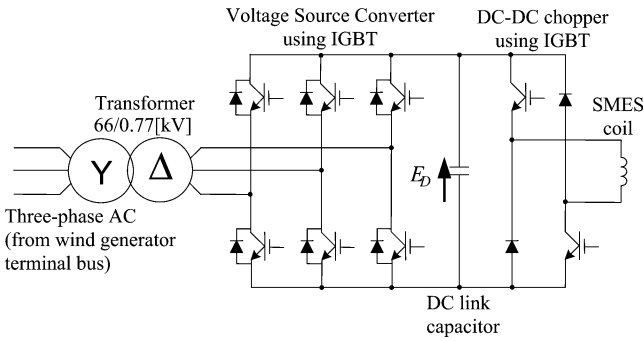 Voltage Source Converter
using IGBT
DC-DC chopper
using IGBT
Transformer
66/0.77[kV]
SMES
coil
Y
Δ
E_D
Three-phase AC
(from wind generator
terminal bus)
DC link
capacitor